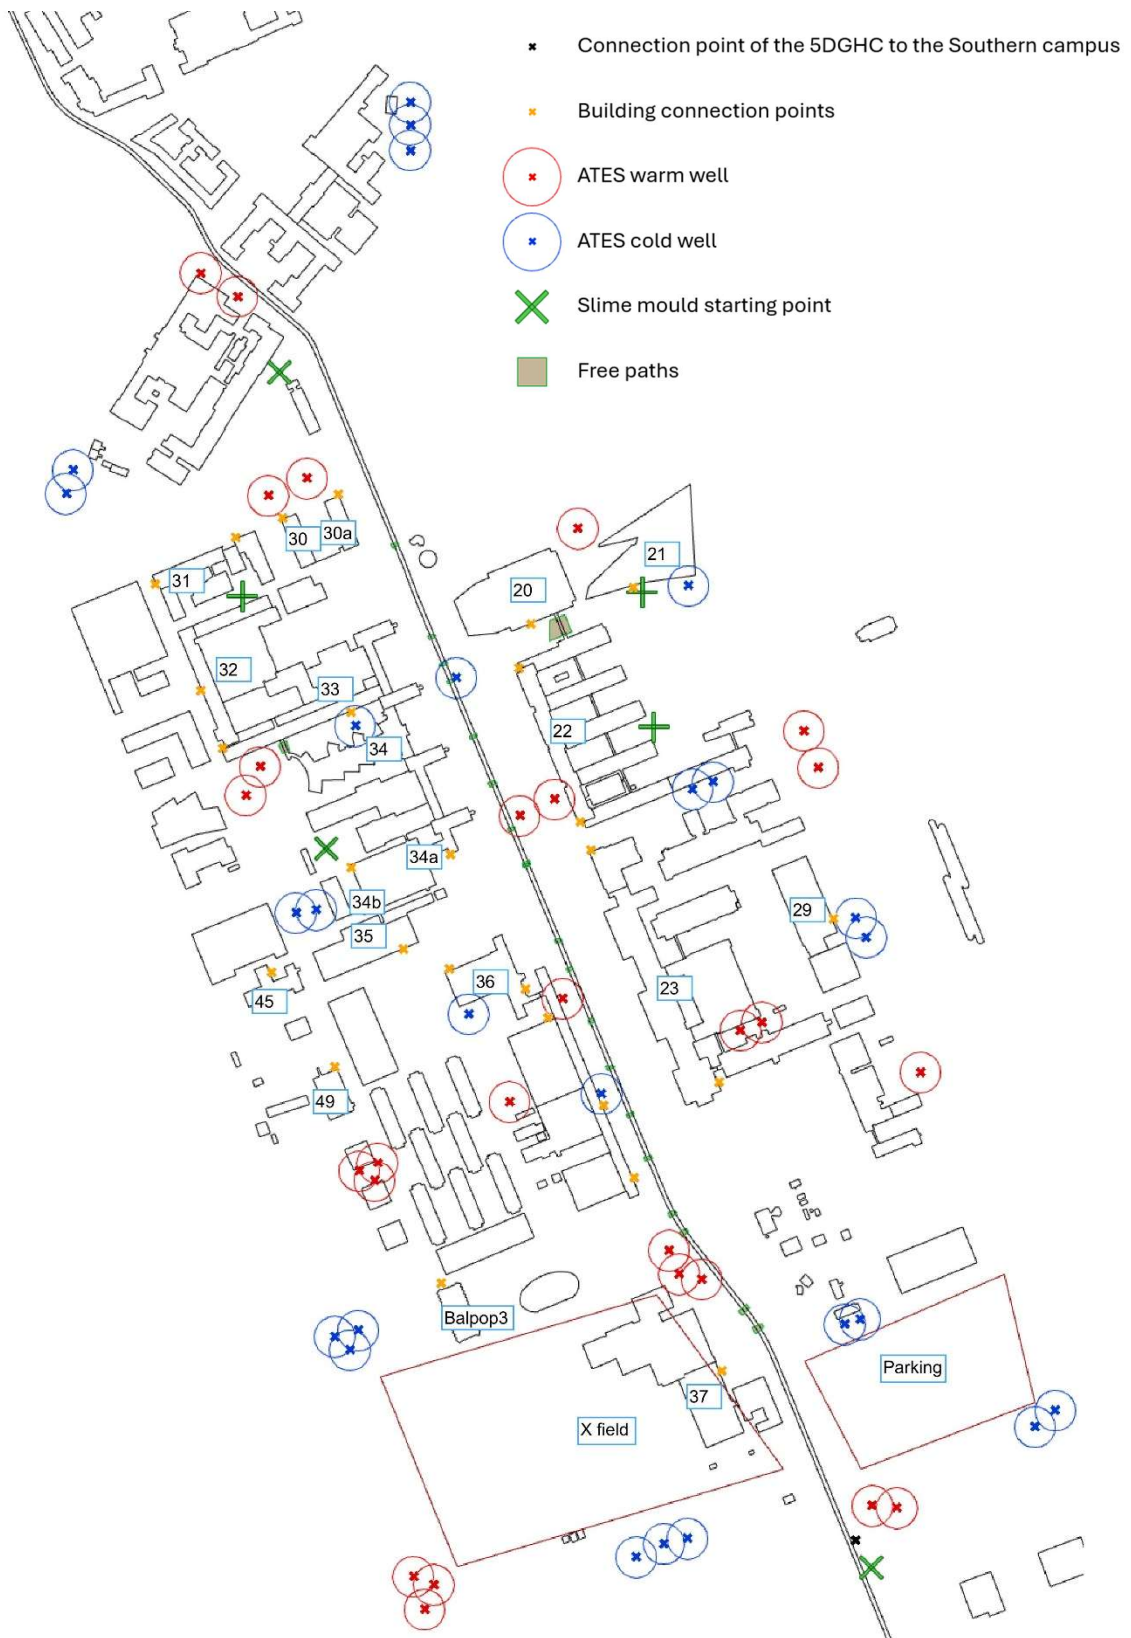 Connection point of the 5DGHC to the Southern campus
Building connection points
ATES warm well
ATES cold well
Slime mould starting point
Free paths
30
30a
21
31
20
32
33
22
34
34a
34b
29
35
36
23
45
49
Balpop3
Parking
37
X field